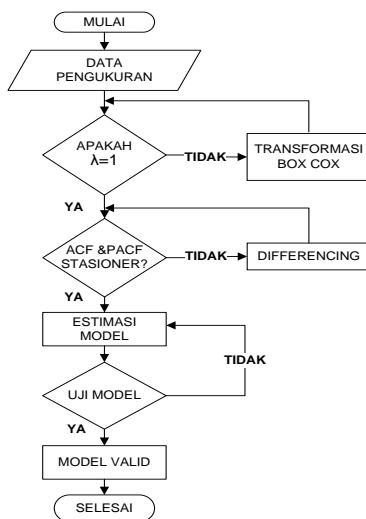 MULAI
DATA
PENGUKURAN
APAKAH
λ=1
TIDAK
TRANSFORMASI
BOX COX
YA
ACF &PACF
STASIONER?
TIDAK
DIFFERENCING
YA
ESTIMASI
MODEL
TIDAK
UJI MODEL
YA
MODEL VALID
SELESAI